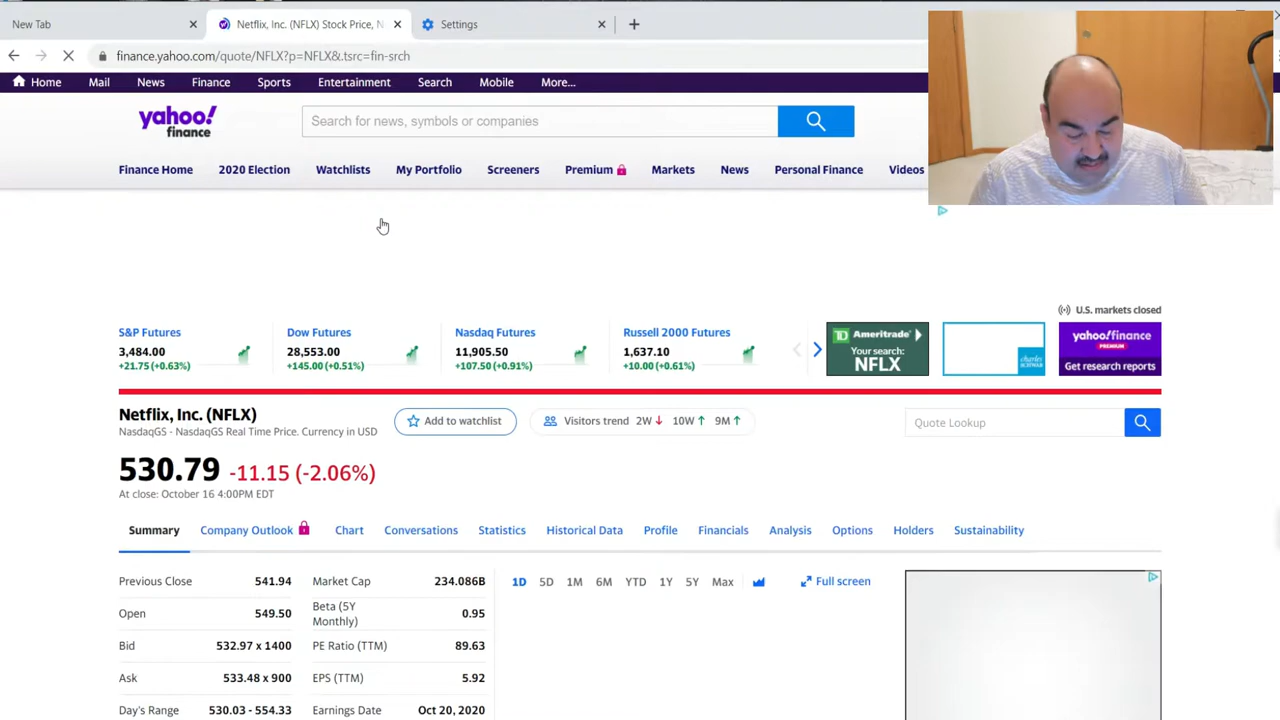 New Tab
Netflix, Inc. (NFLX) Stock Price, N
Settings
finance.yahoo.com/quote/NFLX?p=NFLX&.tsrc=fin-srch
Home Mail News Finance Sports Entertainment Search Mobile More...
yahoo!
finance
Search for news, symbols or companies
Finance Home 2020 Election Watchlists My Portfolio Screeners Premium Markets News Personal Finance Videos
U.S. markets closed
S&P Futures
3,484.00
+21.75 (+0.63%)
Dow Futures
28,553.00
+145.00 (+0.51%)
Nasdaq Futures
11,905.50
+107.50 (+0.91%)
Russell 2000 Futures
1,637.10
+10.00 (+0.61%)
TD Ameritrade
Your search:
NFLX
charles
SCHWAB
yahoo!finance
PREMIUM
Get research reports
Netflix, Inc. (NFLX)
NasdaqGS - NasdaqGS Real Time Price. Currency in USD
Add to watchlist
Visitors trend 2W↓ 10W↑ 9M↑
Quote Lookup
530.79 -11.15 (-2.06%)
At close: October 16 4:00PM EDT
Summary Company Outlook Chart Conversations Statistics Historical Data Profile Financials Analysis Options Holders Sustainability
Previous Close 541.94
Open 549.50
Bid 532.97 x 1400
Ask 533.48 x 900
Day's Range 530.03 - 554.33
Market Cap 234.086B
Beta (5Y
Monthly) 0.95
PE Ratio (TTM) 89.63
EPS (TTM) 5.92
Earnings Date Oct 20, 2020
1D 5D 1M 6M YTD 1Y 5Y Max
Full screen